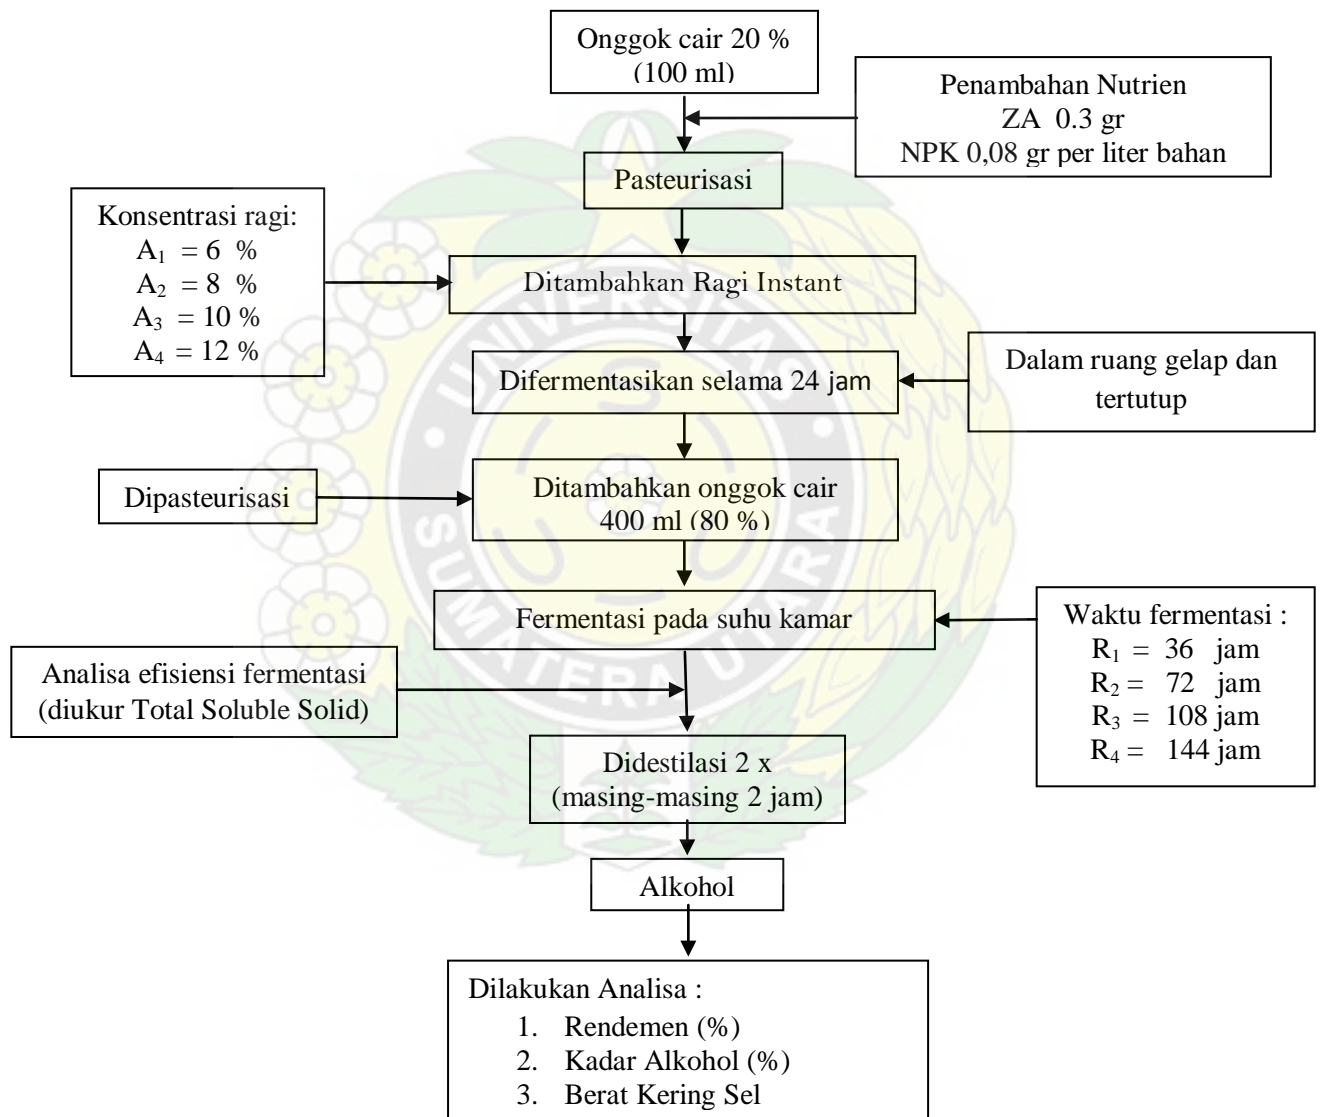 Onggok cair 20 %
(100 ml)
Penambahan Nutrien
ZA 0.3 gr
NPK 0,08 gr per liter bahan
Pasteurisasi
Konsentrasi ragi:
A₁ = 6 %
A₂ = 8 %
A₃ = 10 %
A₄ = 12 %
Ditambahkan Ragi Instant
Difermentasikan selama 24 jam
Dalam ruang gelap dan
tertutup
Dipasteurisasi
Ditambahkan onggok cair
400 ml (80 %)
Fermentasi pada suhu kamar
Waktu fermentasi :
R₁ = 36 jam
R₂ = 72 jam
R₃ = 108 jam
R₄ = 144 jam
Analisa efisiensi fermentasi
(diukur Total Soluble Solid)
Didestilasi 2 x
(masing-masing 2 jam)
Alkohol
Dilakukan Analisa :
1. Rendemen (%)
2. Kadar Alkohol (%)
3. Berat Kering Sel
UNIVERSITAS
SUMATERA UTARA